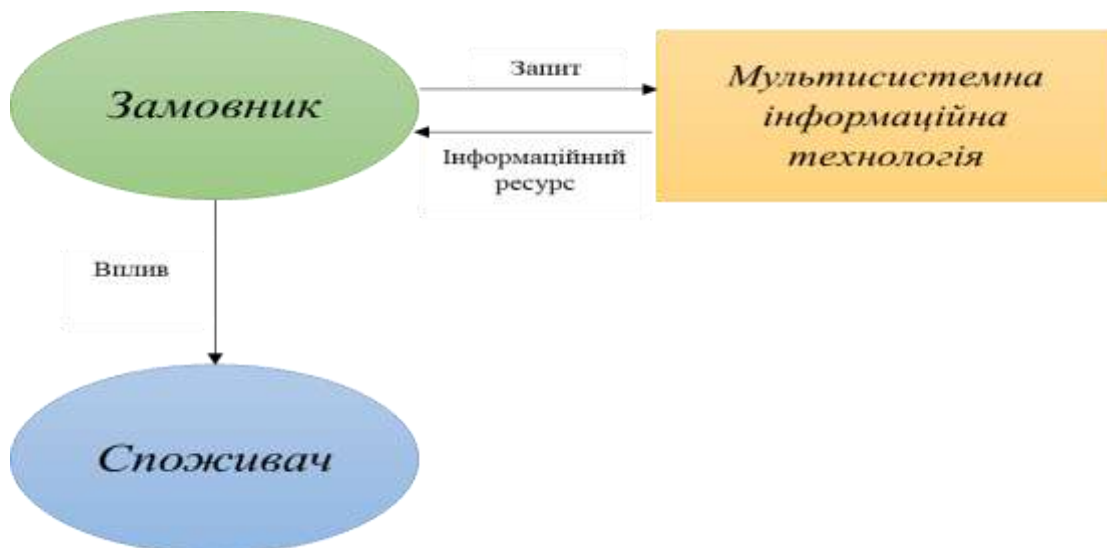 Замовник
Запит
Мультисистемна
інформаційна
технологія
Інформаційний
ресурс
Вплив
Споживач